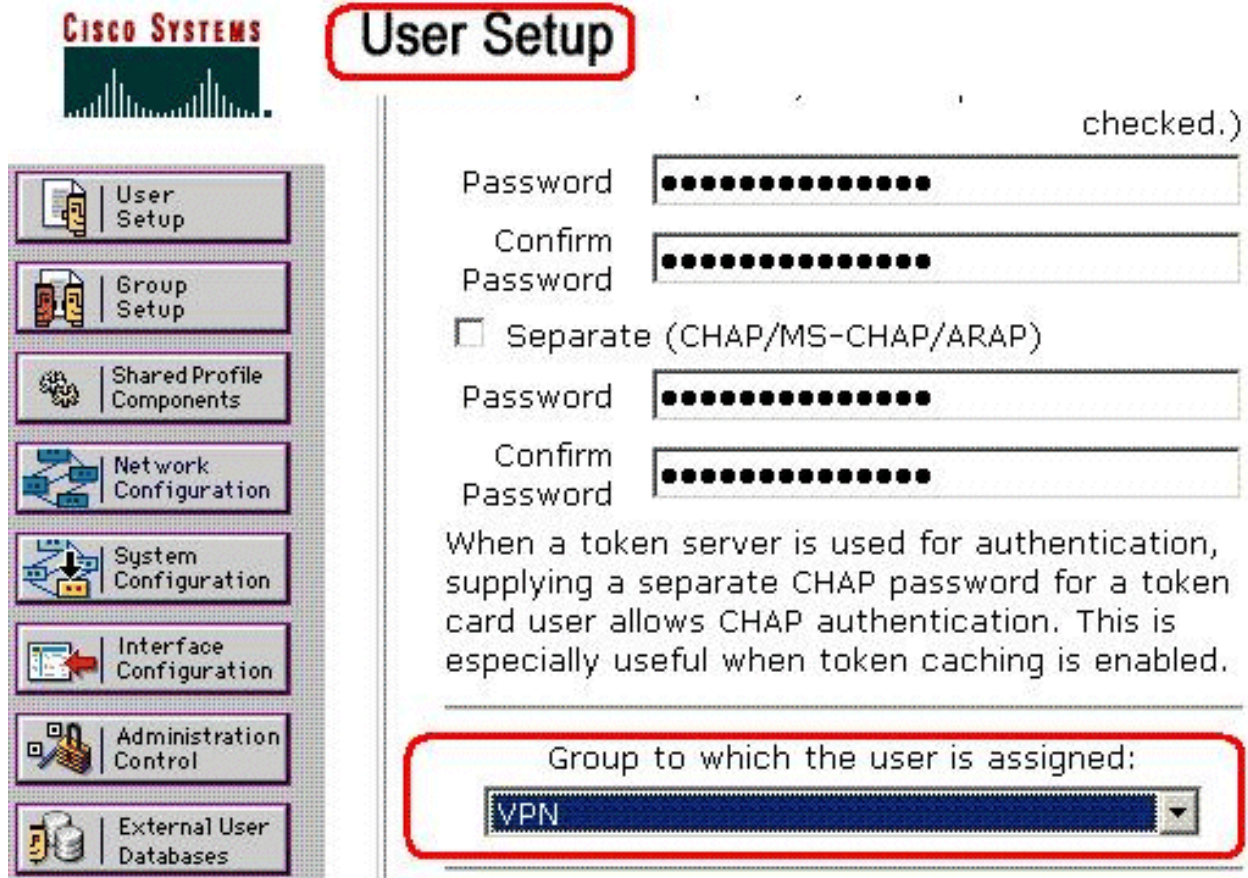 CISCO SYSTEMS
User Setup
User
Setup
Group
Setup
Shared Profile
Components
Network
Configuration
System
Configuration
Interface
Configuration
Administration
Control
External User
Databases
checked.)
Password
Confirm
Password
Separate (CHAP/MS-CHAP/ARAP)
Password
Confirm
Password
When a token server is used for authentication,
supplying a separate CHAP password for a token
card user allows CHAP authentication. This is
especially useful when token caching is enabled.
Group to which the user is assigned:
VPN